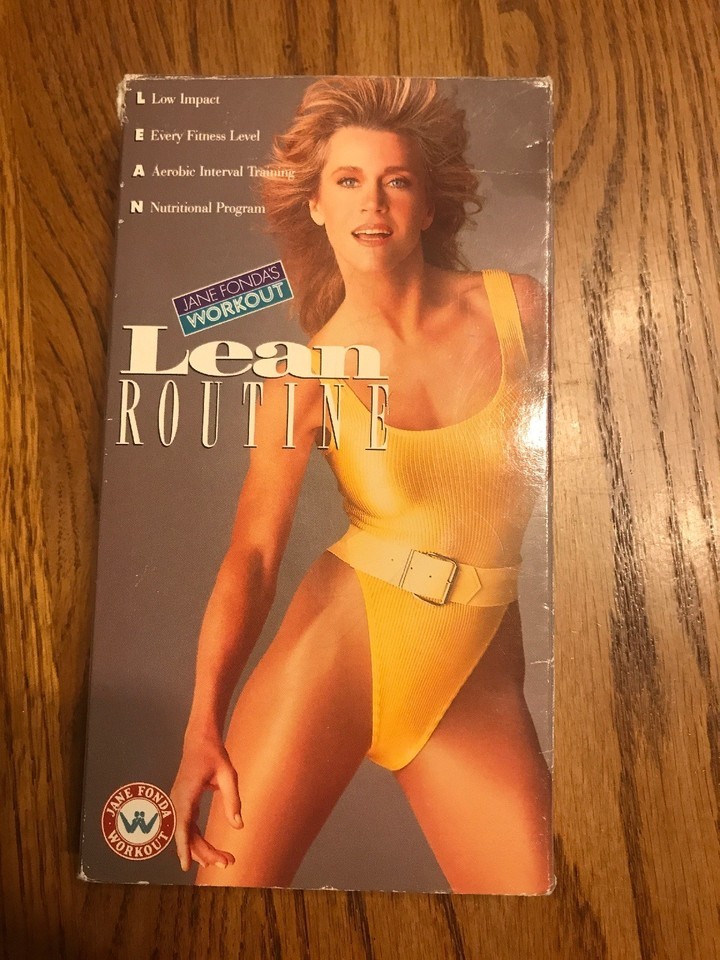 L Low Impact
E Every Fitness Level
A Aerobic Interval Training
N Nutritional Program
JANE FONDA'S
WORKOUT
Lean
ROUTINE
JANE FONDA
WORKOUT